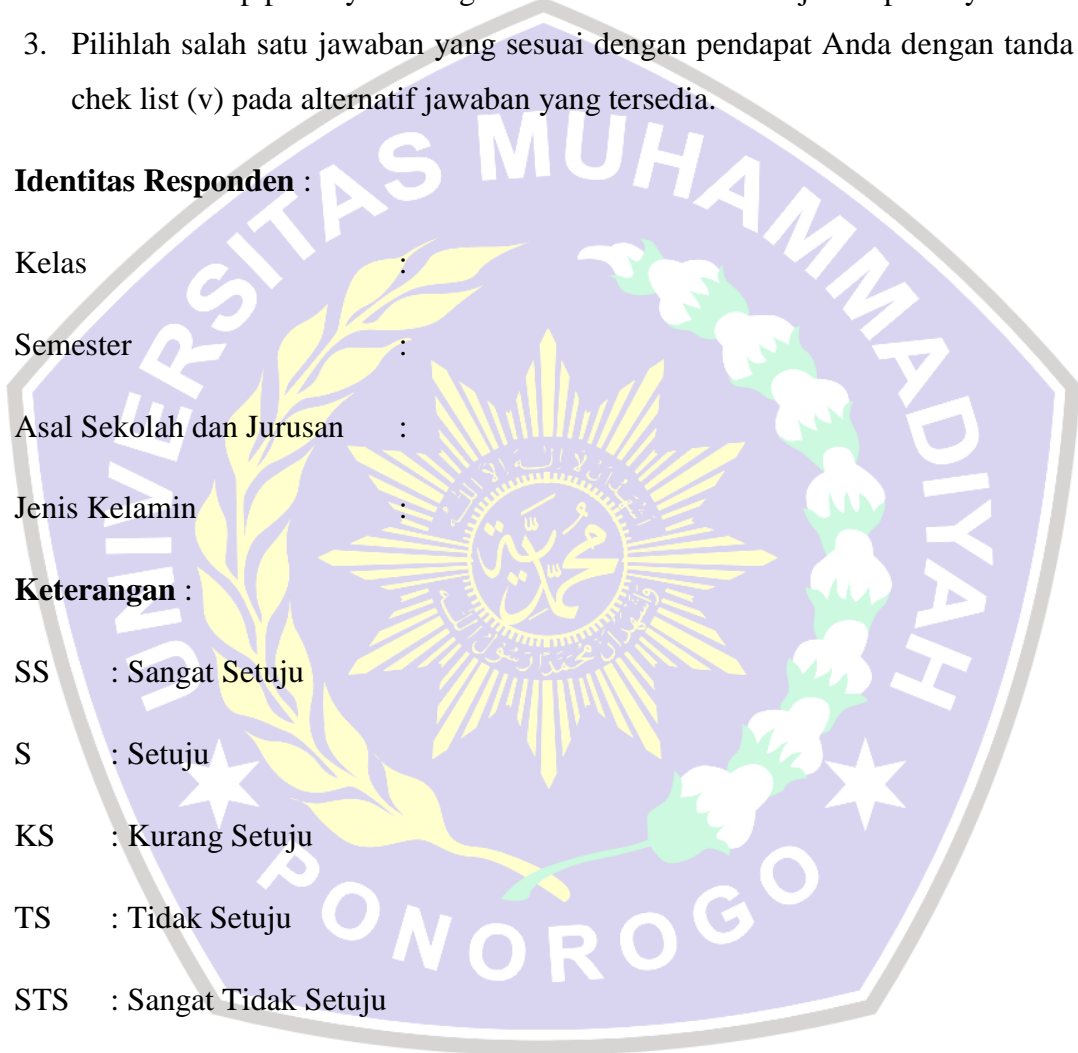 3. Pilihlah salah satu jawaban yang sesuai dengan pendapat Anda dengan tanda
chek list (v) pada alternatif jawaban yang tersedia.
Identitas Responden :
Kelas :
Semester :
Asal Sekolah dan Jurusan :
Jenis Kelamin :
Keterangan :
SS : Sangat Setuju
S : Setuju
KS : Kurang Setuju
TS : Tidak Setuju
STS : Sangat Tidak Setuju
UNIVERSITAS MUHAMMADIYAH
PONOROGO
محمدية